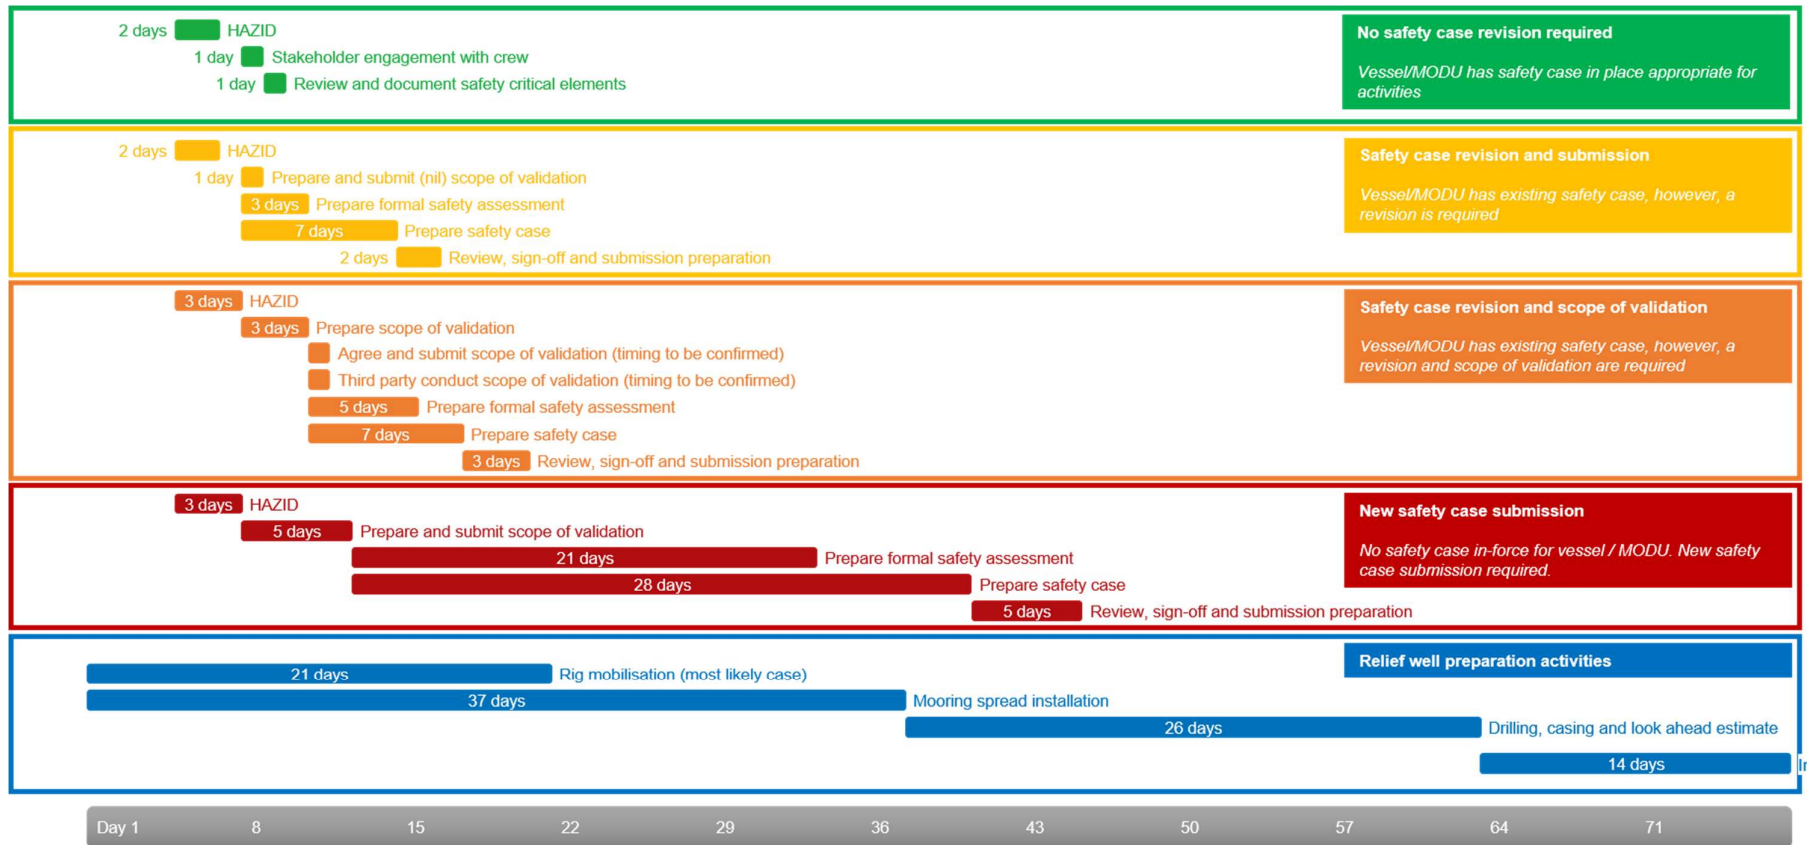 2 days HAZID
1 day Stakeholder engagement with crew
1 day Review and document safety critical elements
No safety case revision required
Vessel/MODU has safety case in place appropriate for
activities
2 days HAZID
1 day Prepare and submit (nil) scope of validation
3 days Prepare formal safety assessment
7 days Prepare safety case
2 days Review, sign-off and submission preparation
Safety case revision and submission
Vessel/MODU has existing safety case, however, a
revision is required
3 days HAZID
3 days Prepare scope of validation
Agree and submit scope of validation (timing to be confirmed)
Third party conduct scope of validation (timing to be confirmed)
5 days Prepare formal safety assessment
7 days Prepare safety case
3 days Review, sign-off and submission preparation
Safety case revision and scope of validation
Vessel/MODU has existing safety case, however, a
revision and scope of validation are required
3 days HAZID
5 days Prepare and submit scope of validation
21 days Prepare formal safety assessment
28 days Prepare safety case
5 days Review, sign-off and submission preparation
New safety case submission
No safety case in-force for vessel / MODU. New safety
case submission required.
21 days Rig mobilisation (most likely case)
37 days Mooring spread installation
26 days Drilling, casing and look ahead estimate
14 days
Relief well preparation activities
Day 1 8 15 22 29 36 43 50 57 64 71